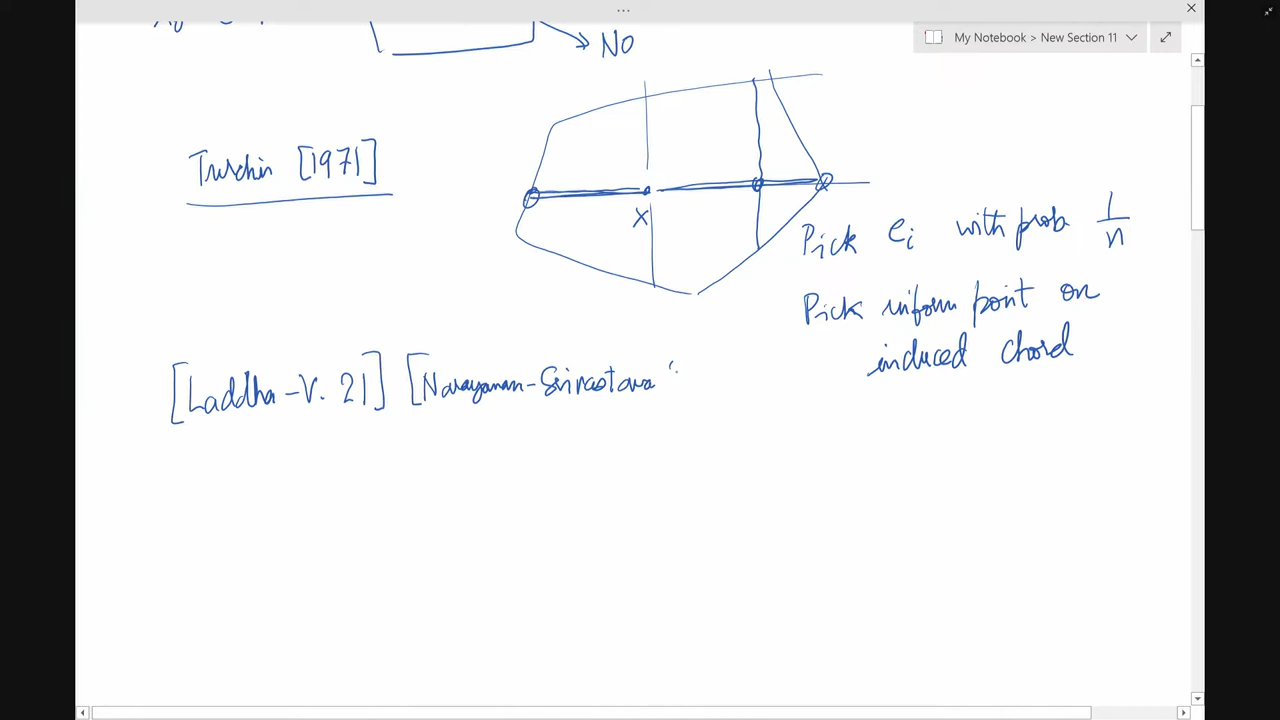 My Notebook > New Section 11
NO
Turchin [1971]
x
Pick ei with prob 1/n
Pick uniform point on
induced chord
[Laddha-V. 21] [Narayanan-Srivastava '